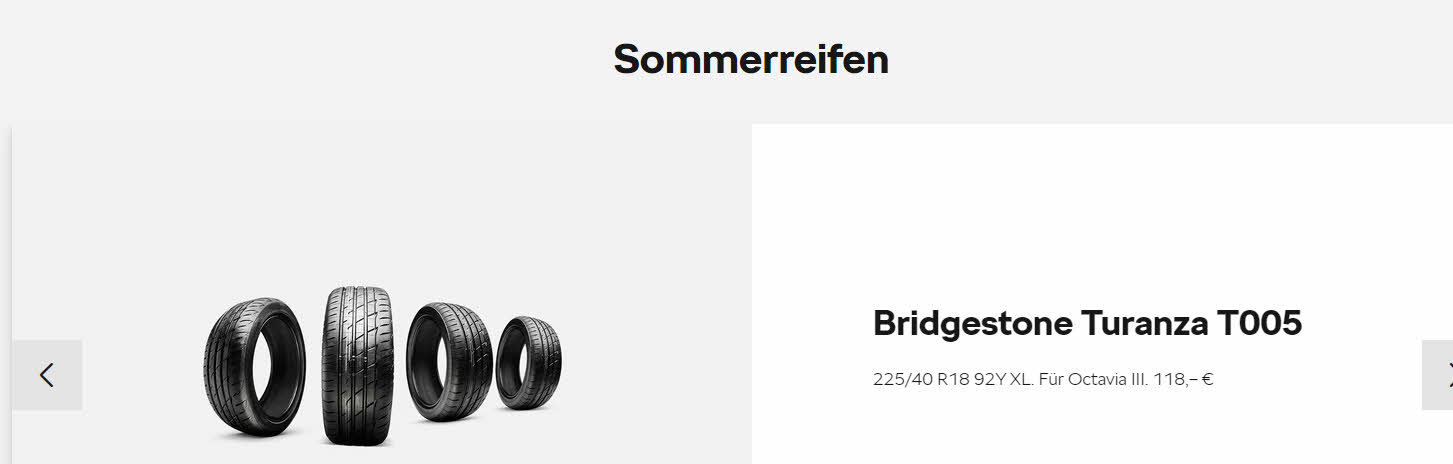 Sommerreifen
Bridgestone Turanza T005
225/40 R18 92Y XL. Für Octavia III. 118,– €